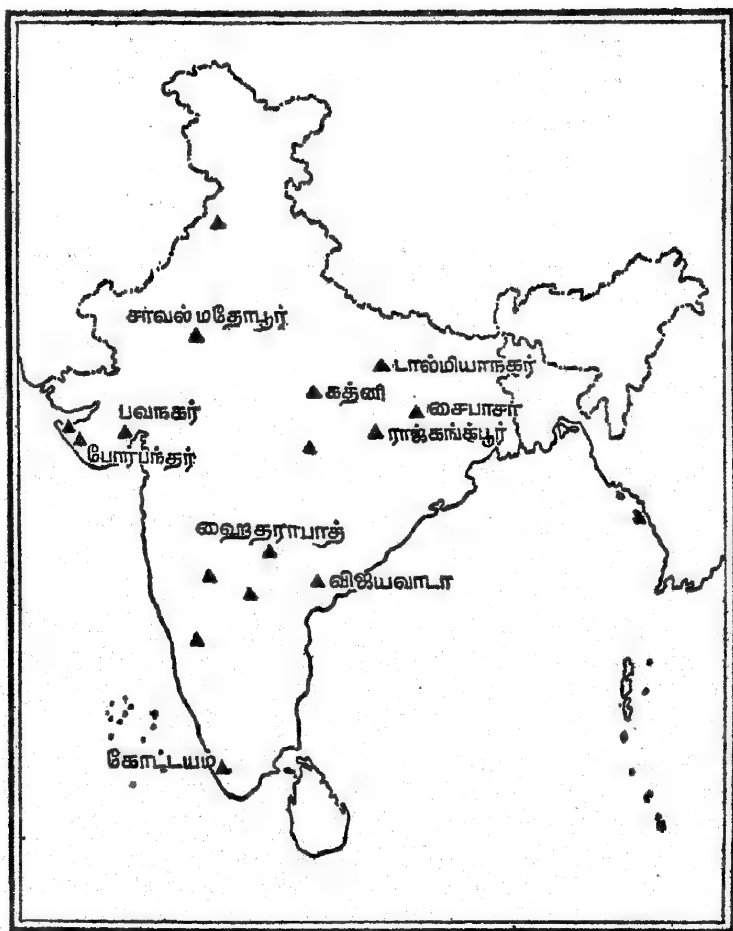 சர்வல் மதோபூர்
டால்மியாநகர்
கத்னி
பவநகர்
சைபாசா
ராஜ்கங்க்பூர்
போர்பந்தர்
ஹைதராபாத்
விஜயவாடா
கோட்டயம்